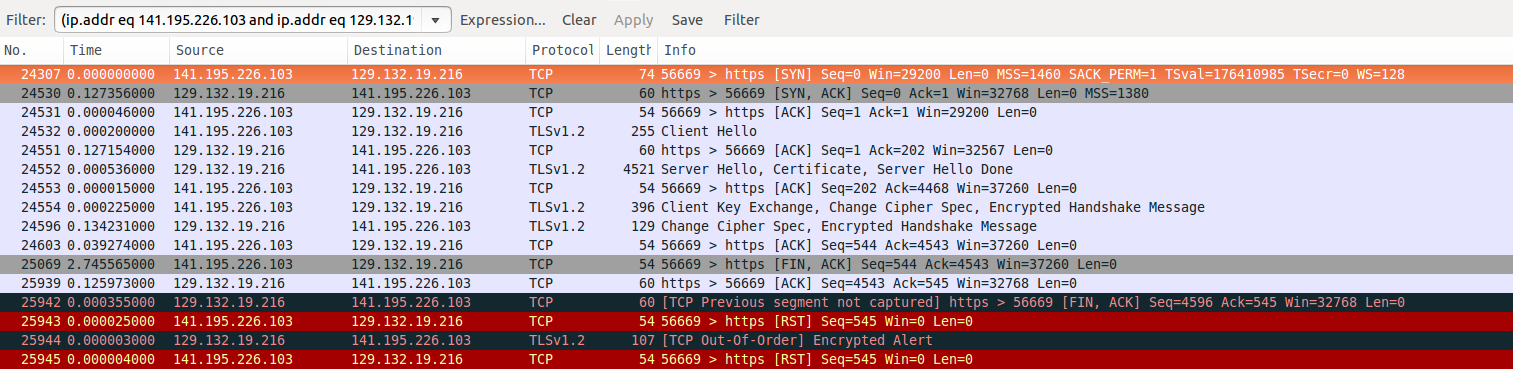 Filter: (ip.addr eq 141.195.226.103 and ip.addr eq 129.132.1 Expression... Clear Apply Save Filter
No. Time Source Destination Protocol Length Info
24307 0.000000000 141.195.226.103 129.132.19.216 TCP 74 56669 > https [SYN] Seq=0 Win=29200 Len=0 MSS=1460 SACK_PERM=1 TSval=176410985 TSecr=0 WS=128
24530 0.127356000 129.132.19.216 141.195.226.103 TCP 60 https > 56669 [SYN, ACK] Seq=0 Ack=1 Win=32768 Len=0 MSS=1380
24531 0.000046000 141.195.226.103 129.132.19.216 TCP 54 56669 > https [ACK] Seq=1 Ack=1 Win=29200 Len=0
24532 0.000200000 141.195.226.103 129.132.19.216 TLSv1.2 255 Client Hello
24551 0.127154000 129.132.19.216 141.195.226.103 TCP 60 https > 56669 [ACK] Seq=1 Ack=202 Win=32567 Len=0
24552 0.000536000 129.132.19.216 141.195.226.103 TLSv1.2 4521 Server Hello, Certificate, Server Hello Done
24553 0.000015000 141.195.226.103 129.132.19.216 TCP 54 56669 > https [ACK] Seq=202 Ack=4468 Win=37260 Len=0
24554 0.000225000 141.195.226.103 129.132.19.216 TLSv1.2 396 Client Key Exchange, Change Cipher Spec, Encrypted Handshake Message
24596 0.134231000 129.132.19.216 141.195.226.103 TLSv1.2 129 Change Cipher Spec, Encrypted Handshake Message
24603 0.039274000 141.195.226.103 129.132.19.216 TCP 54 56669 > https [ACK] Seq=544 Ack=4543 Win=37260 Len=0
25069 2.745565000 141.195.226.103 129.132.19.216 TCP 54 56669 > https [FIN, ACK] Seq=544 Ack=4543 Win=37260 Len=0
25939 0.125973000 129.132.19.216 141.195.226.103 TCP 60 https > 56669 [ACK] Seq=4543 Ack=545 Win=32768 Len=0
25942 0.000355000 129.132.19.216 141.195.226.103 TCP 60 [TCP Previous segment not captured] https > 56669 [FIN, ACK] Seq=4596 Ack=545 Win=32768 Len=0
25943 0.000025000 141.195.226.103 129.132.19.216 TCP 54 56669 > https [RST] Seq=545 Win=0 Len=0
25944 0.000003000 129.132.19.216 141.195.226.103 TLSv1.2 107 [TCP Out-Of-Order] Encrypted Alert
25945 0.000004000 141.195.226.103 129.132.19.216 TCP 54 56669 > https [RST] Seq=545 Win=0 Len=0